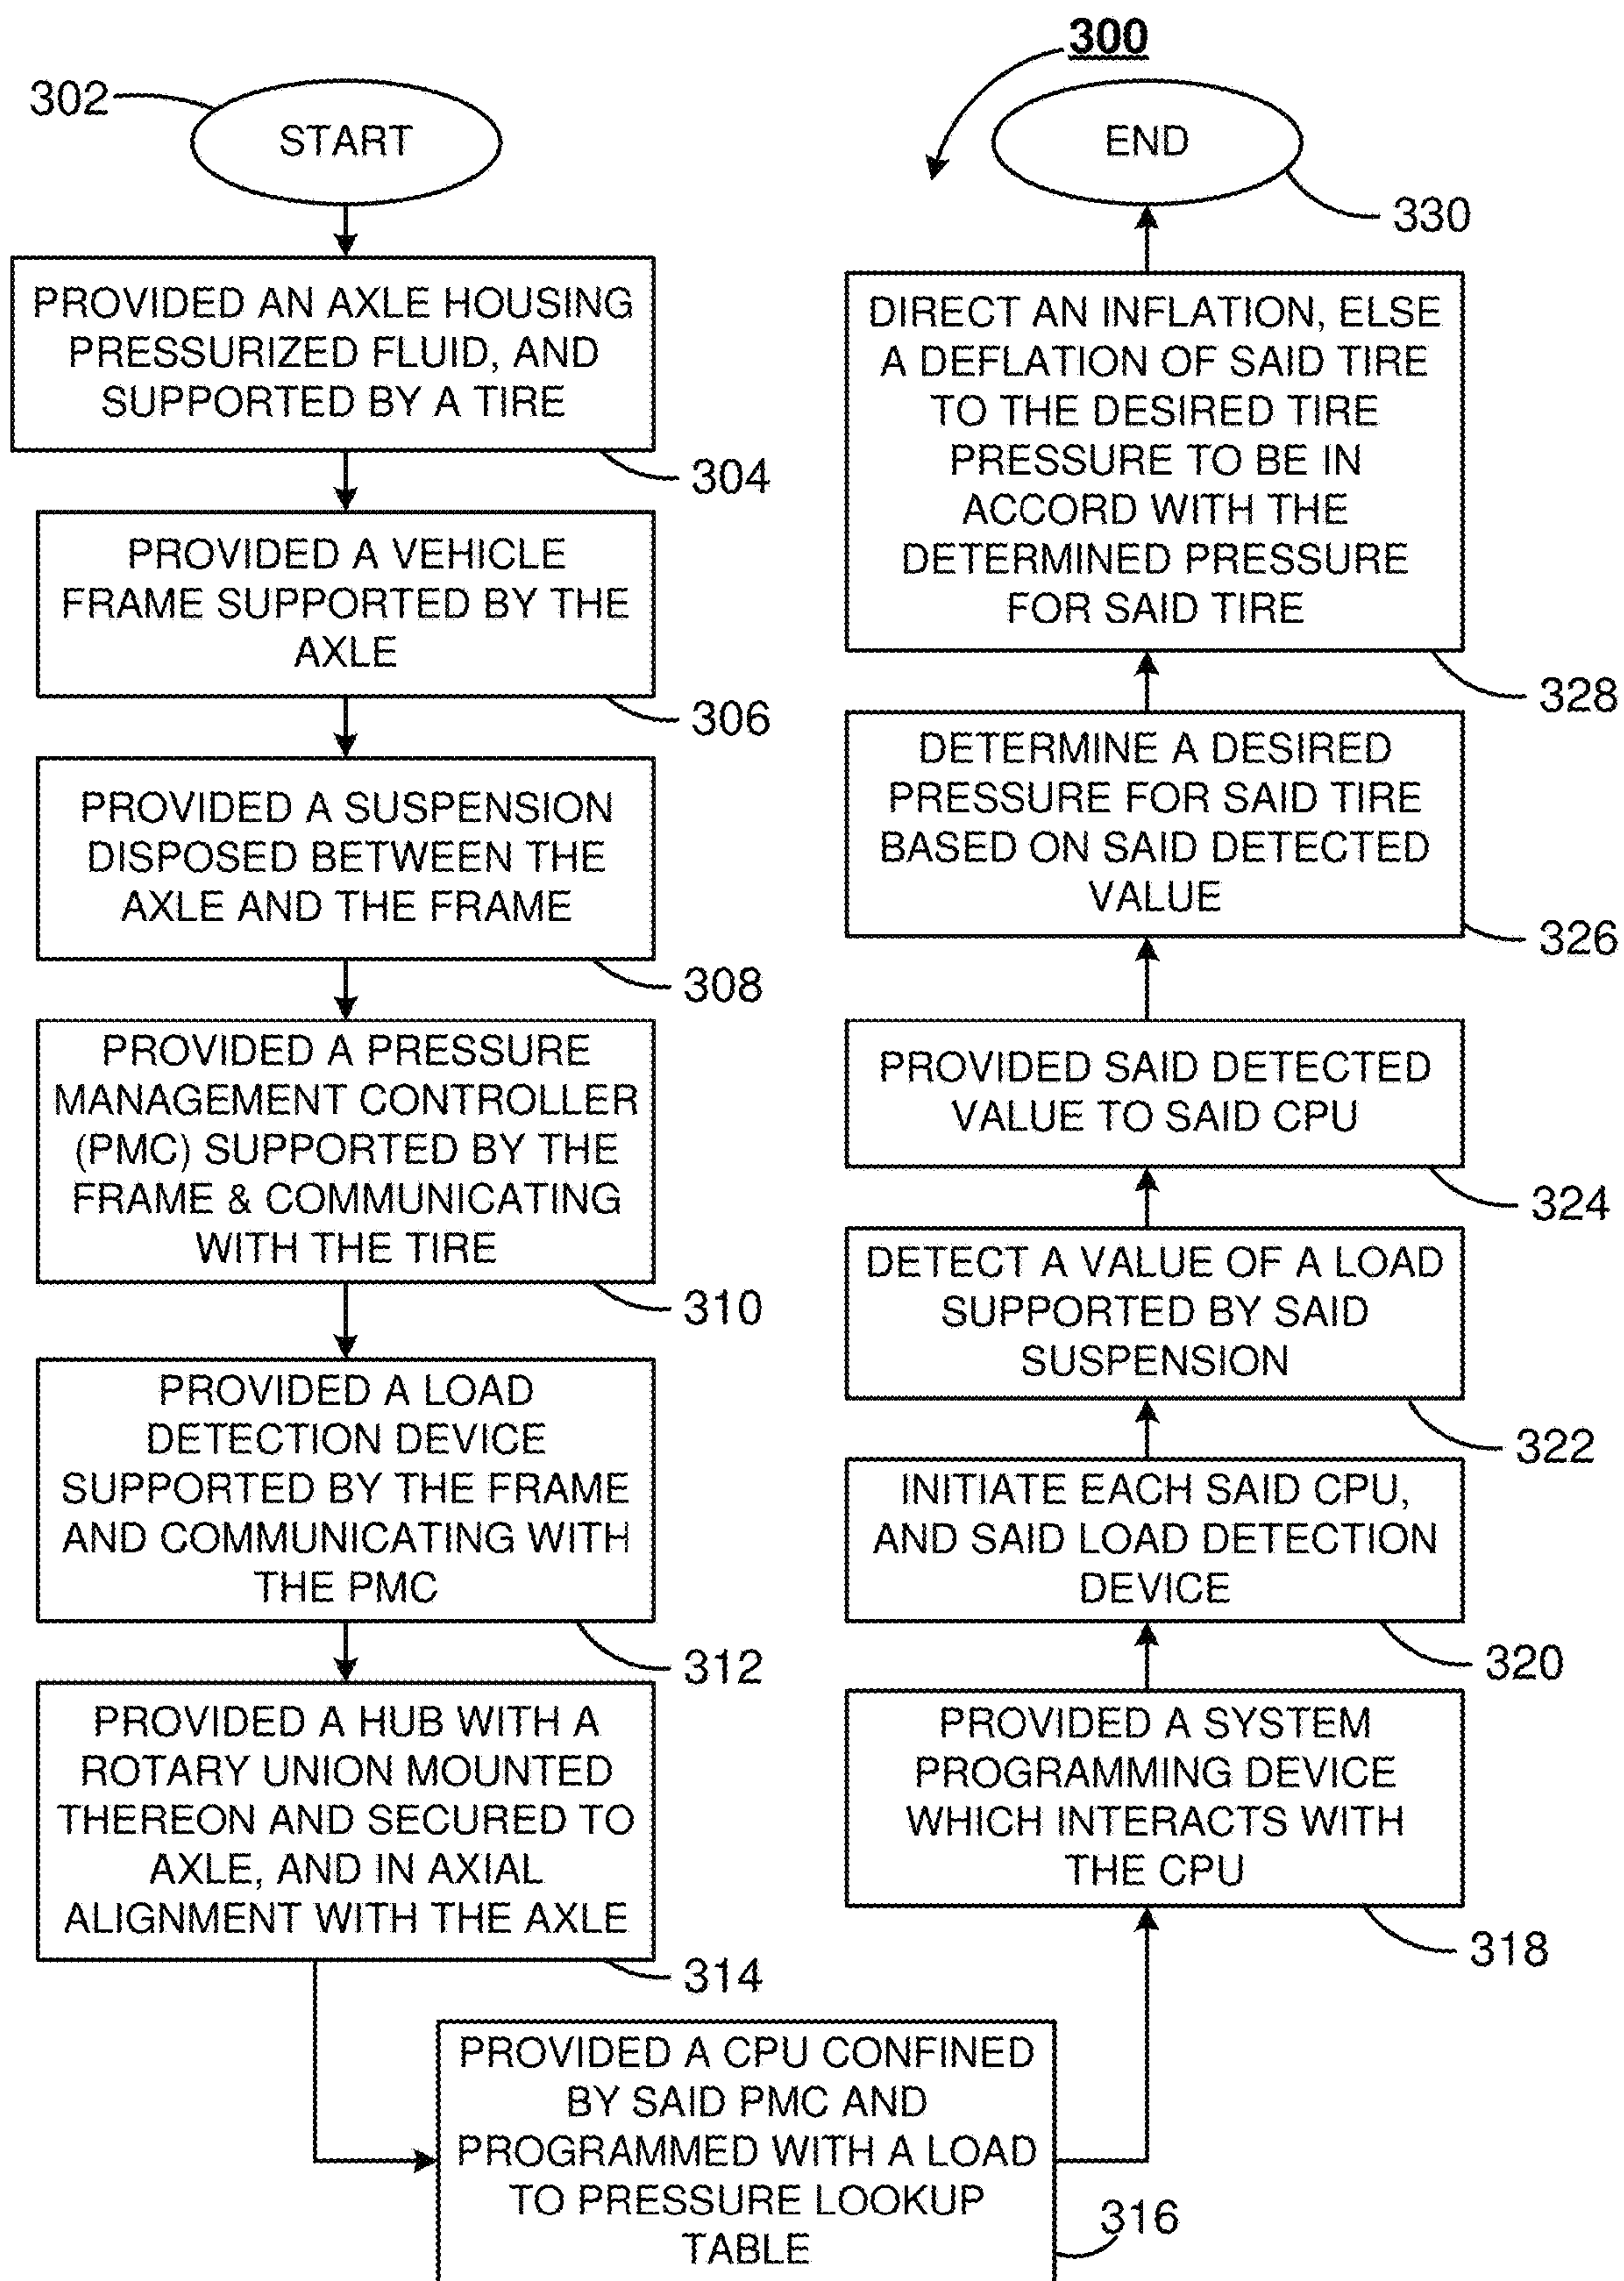 300
302
START
PROVIDED AN AXLE HOUSING
PRESSURIZED FLUID, AND
SUPPORTED BY A TIRE
304
PROVIDED A VEHICLE
FRAME SUPPORTED BY THE
AXLE
306
PROVIDED A SUSPENSION
DISPOSED BETWEEN THE
AXLE AND THE FRAME
308
PROVIDED A PRESSURE
MANAGEMENT CONTROLLER
(PMC) SUPPORTED BY THE
FRAME & COMMUNICATING
WITH THE TIRE
310
PROVIDED A LOAD
DETECTION DEVICE
SUPPORTED BY THE FRAME
AND COMMUNICATING WITH
THE PMC
312
PROVIDED A HUB WITH A
ROTARY UNION MOUNTED
THEREON AND SECURED TO
AXLE, AND IN AXIAL
ALIGNMENT WITH THE AXLE
314
PROVIDED A CPU CONFINED
BY SAID PMC AND
PROGRAMMED WITH A LOAD
TO PRESSURE LOOKUP
TABLE
316
PROVIDED A SYSTEM
PROGRAMMING DEVICE
WHICH INTERACTS WITH
THE CPU
318
INITIATE EACH SAID CPU,
AND SAID LOAD DETECTION
DEVICE
320
DETECT A VALUE OF A LOAD
SUPPORTED BY SAID
SUSPENSION
322
PROVIDED SAID DETECTED
VALUE TO SAID CPU
324
DETERMINE A DESIRED
PRESSURE FOR SAID TIRE
BASED ON SAID DETECTED
VALUE
326
DIRECT AN INFLATION, ELSE
A DEFLATION OF SAID TIRE
TO THE DESIRED TIRE
PRESSURE TO BE IN
ACCORD WITH THE
DETERMINED PRESSURE
FOR SAID TIRE
328
END
330